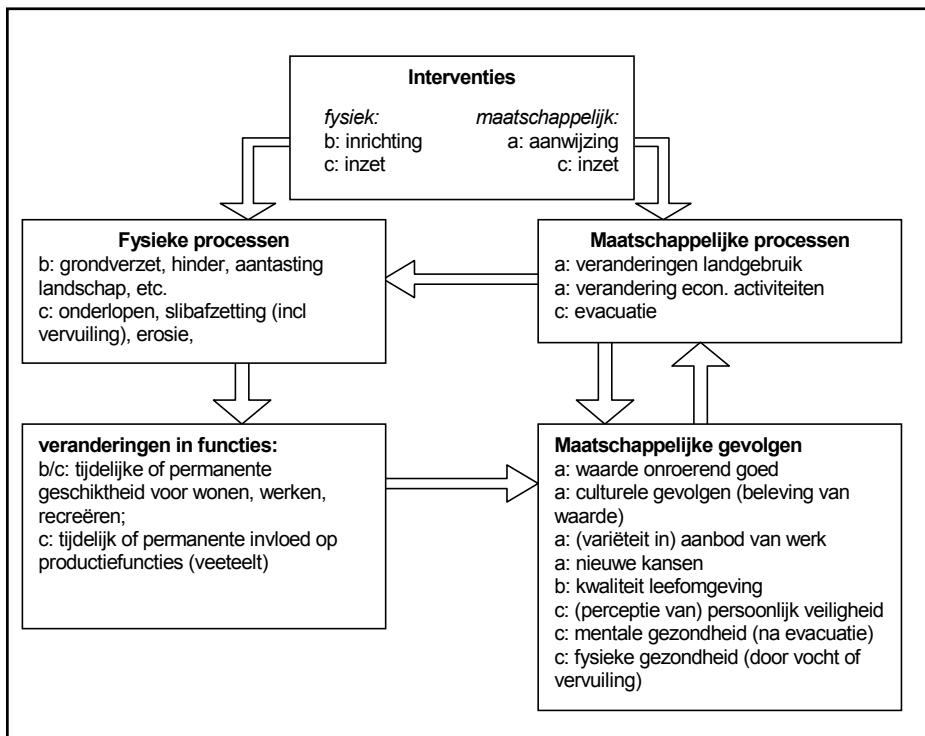 Interventies
fysiek: maatschappelijk:
b: inrichting a: aanwijzing
c: inzet c: inzet
Fysieke processen
b: grondverzet, hinder, aantasting
landschap, etc.
c: onderlopen, slibafzetting (incl
vervuiling), erosie,
Maatschappelijke processen
a: veranderingen landgebruik
a: verandering econ. activiteiten
c: evacuatie
veranderingen in functies:
b/c: tijdelijke of permanente
geschiktheid voor wonen, werken,
recreëren;
c: tijdelijk of permanente invloed op
productiefuncties (veeteelt)
Maatschappelijke gevolgen
a: waarde onroerend goed
a: culturele gevolgen (beleving van
waarde)
a: (variëteit in) aanbod van werk
a: nieuwe kansen
b: kwaliteit leefomgeving
c: (perceptie van) persoonlijk veiligheid
c: mentale gezondheid (na evacuatie)
c: fysieke gezondheid (door vocht of
vervuiling)